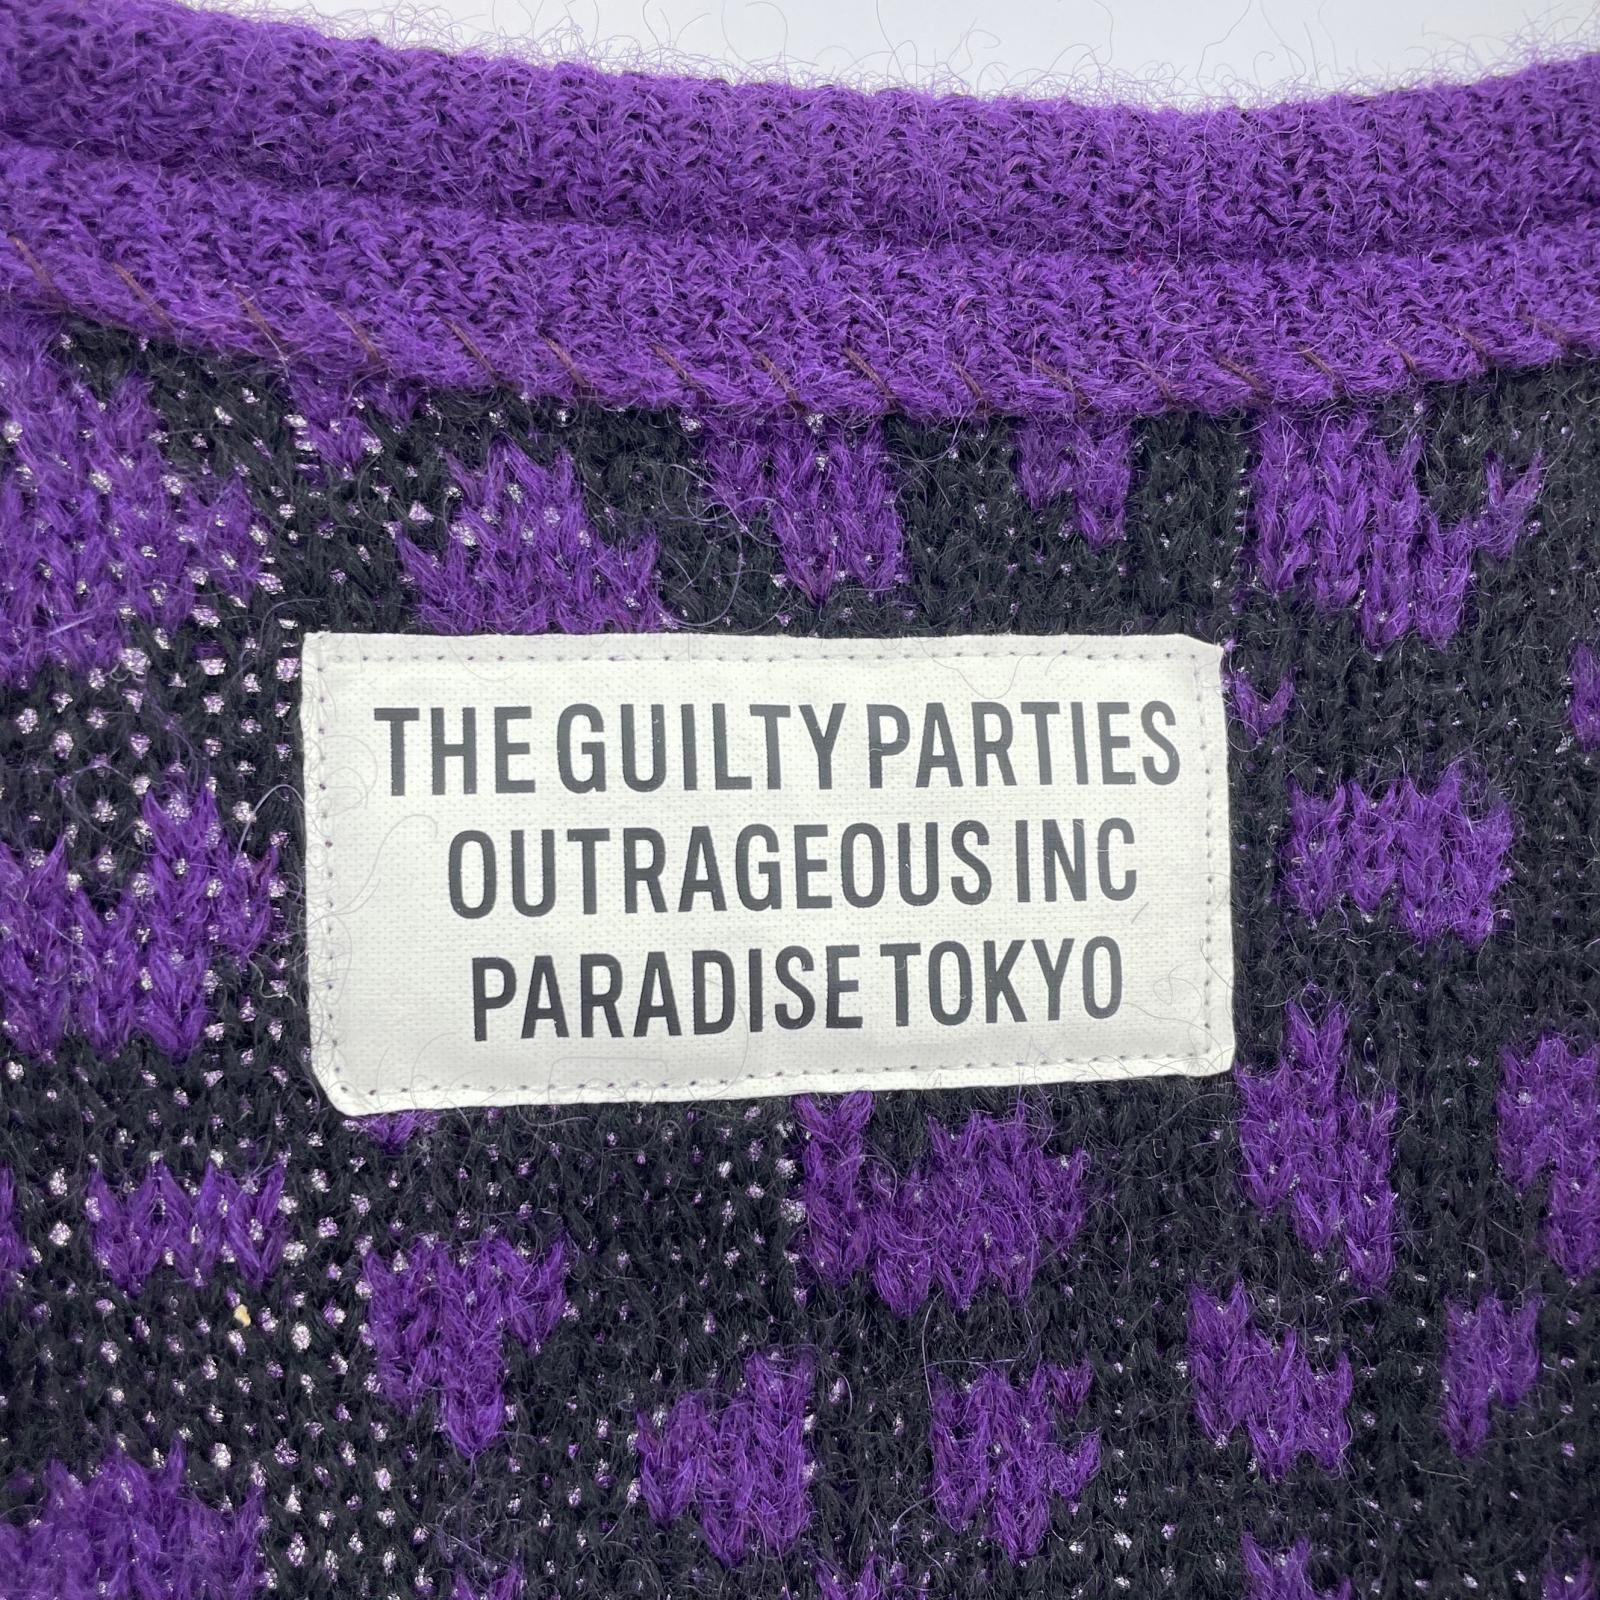 THE GUILTY PARTIES
OUTRAGEOUS INC
PARADISE TOKYO